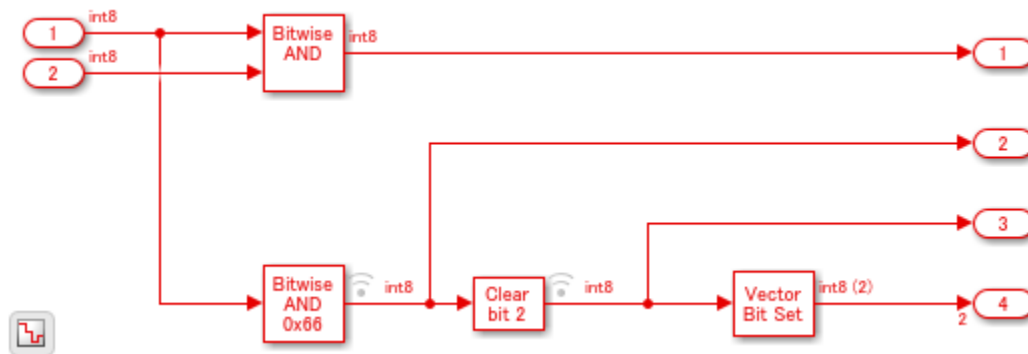 1
int8
2
int8
Bitwise
AND
int8
1
2
3
Bitwise
AND
0x66
int8
Clear
bit 2
int8
Vector
Bit Set
int8 (2)
2
4